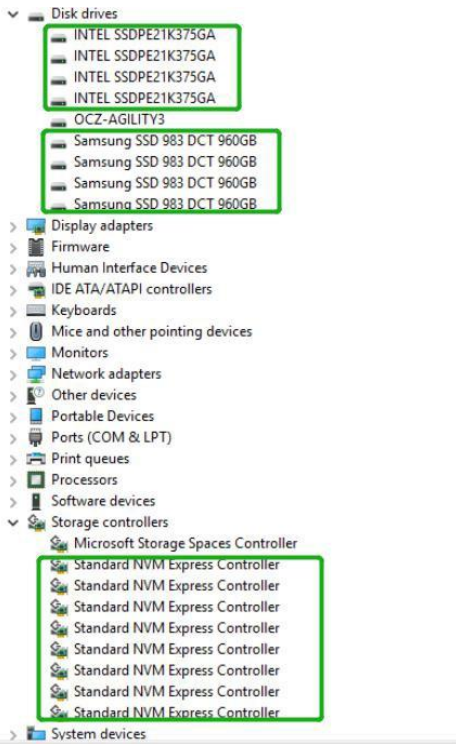 Disk drives
INTEL SSDPE21K375GA
INTEL SSDPE21K375GA
INTEL SSDPE21K375GA
INTEL SSDPE21K375GA
OCZ-AGILITY3
Samsung SSD 983 DCT 960GB
Samsung SSD 983 DCT 960GB
Samsung SSD 983 DCT 960GB
Samsung SSD 983 DCT 960GB
Display adapters
Firmware
Human Interface Devices
IDE ATA/ATAPI controllers
Keyboards
Mice and other pointing devices
Monitors
Network adapters
Other devices
Portable Devices
Ports (COM & LPT)
Print queues
Processors
Software devices
Storage controllers
Microsoft Storage Spaces Controller
Standard NVM Express Controller
Standard NVM Express Controller
Standard NVM Express Controller
Standard NVM Express Controller
Standard NVM Express Controller
Standard NVM Express Controller
Standard NVM Express Controller
Standard NVM Express Controller
System devices